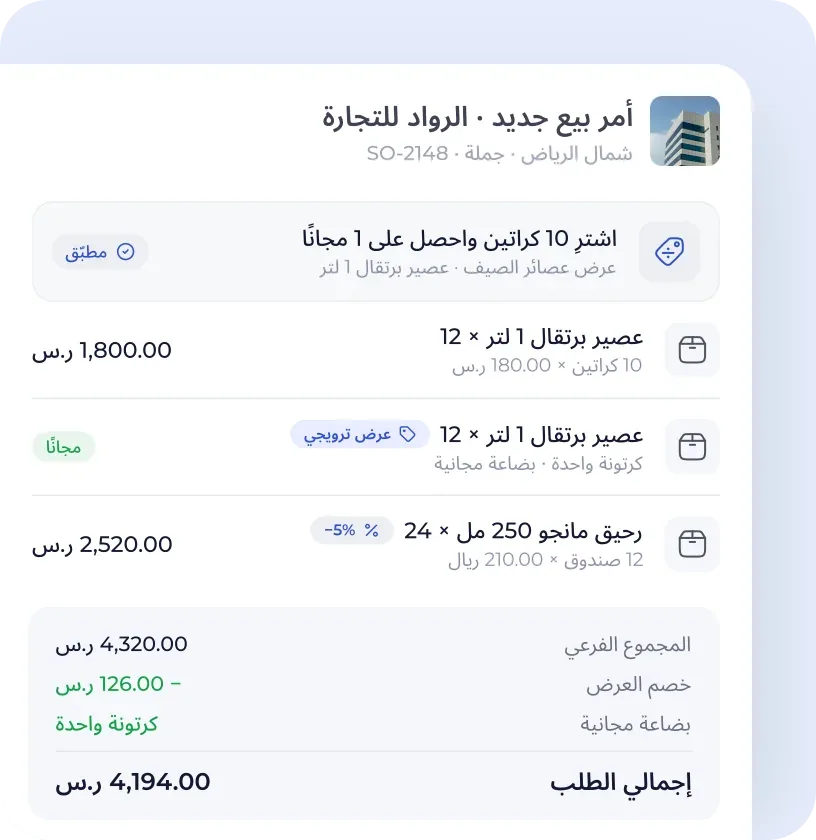 أمر بيع جديد · الرواد للتجارة
شمال الرياض · جملة · SO-2148
اشترِ 10 كراتين واحصل على 1 مجانًا
عرض عصائر الصيف · عصير برتقال 1 لتر
مطبّق
عصير برتقال 1 لتر × 12
10 كراتين × 180.00 ر.س
1,800.00 ر.س
عصير برتقال 1 لتر × 12
عرض ترويجي
كرتونة واحدة · بضاعة مجانية
مجانًا
رحيق مانجو 250 مل × 24
% −5%
12 صندوق × 210.00 ريال
2,520.00 ر.س
المجموع الفرعي 4,320.00 ر.س
خصم العرض − 126.00 ر.س
بضاعة مجانية كرتونة واحدة
إجمالي الطلب 4,194.00 ر.س